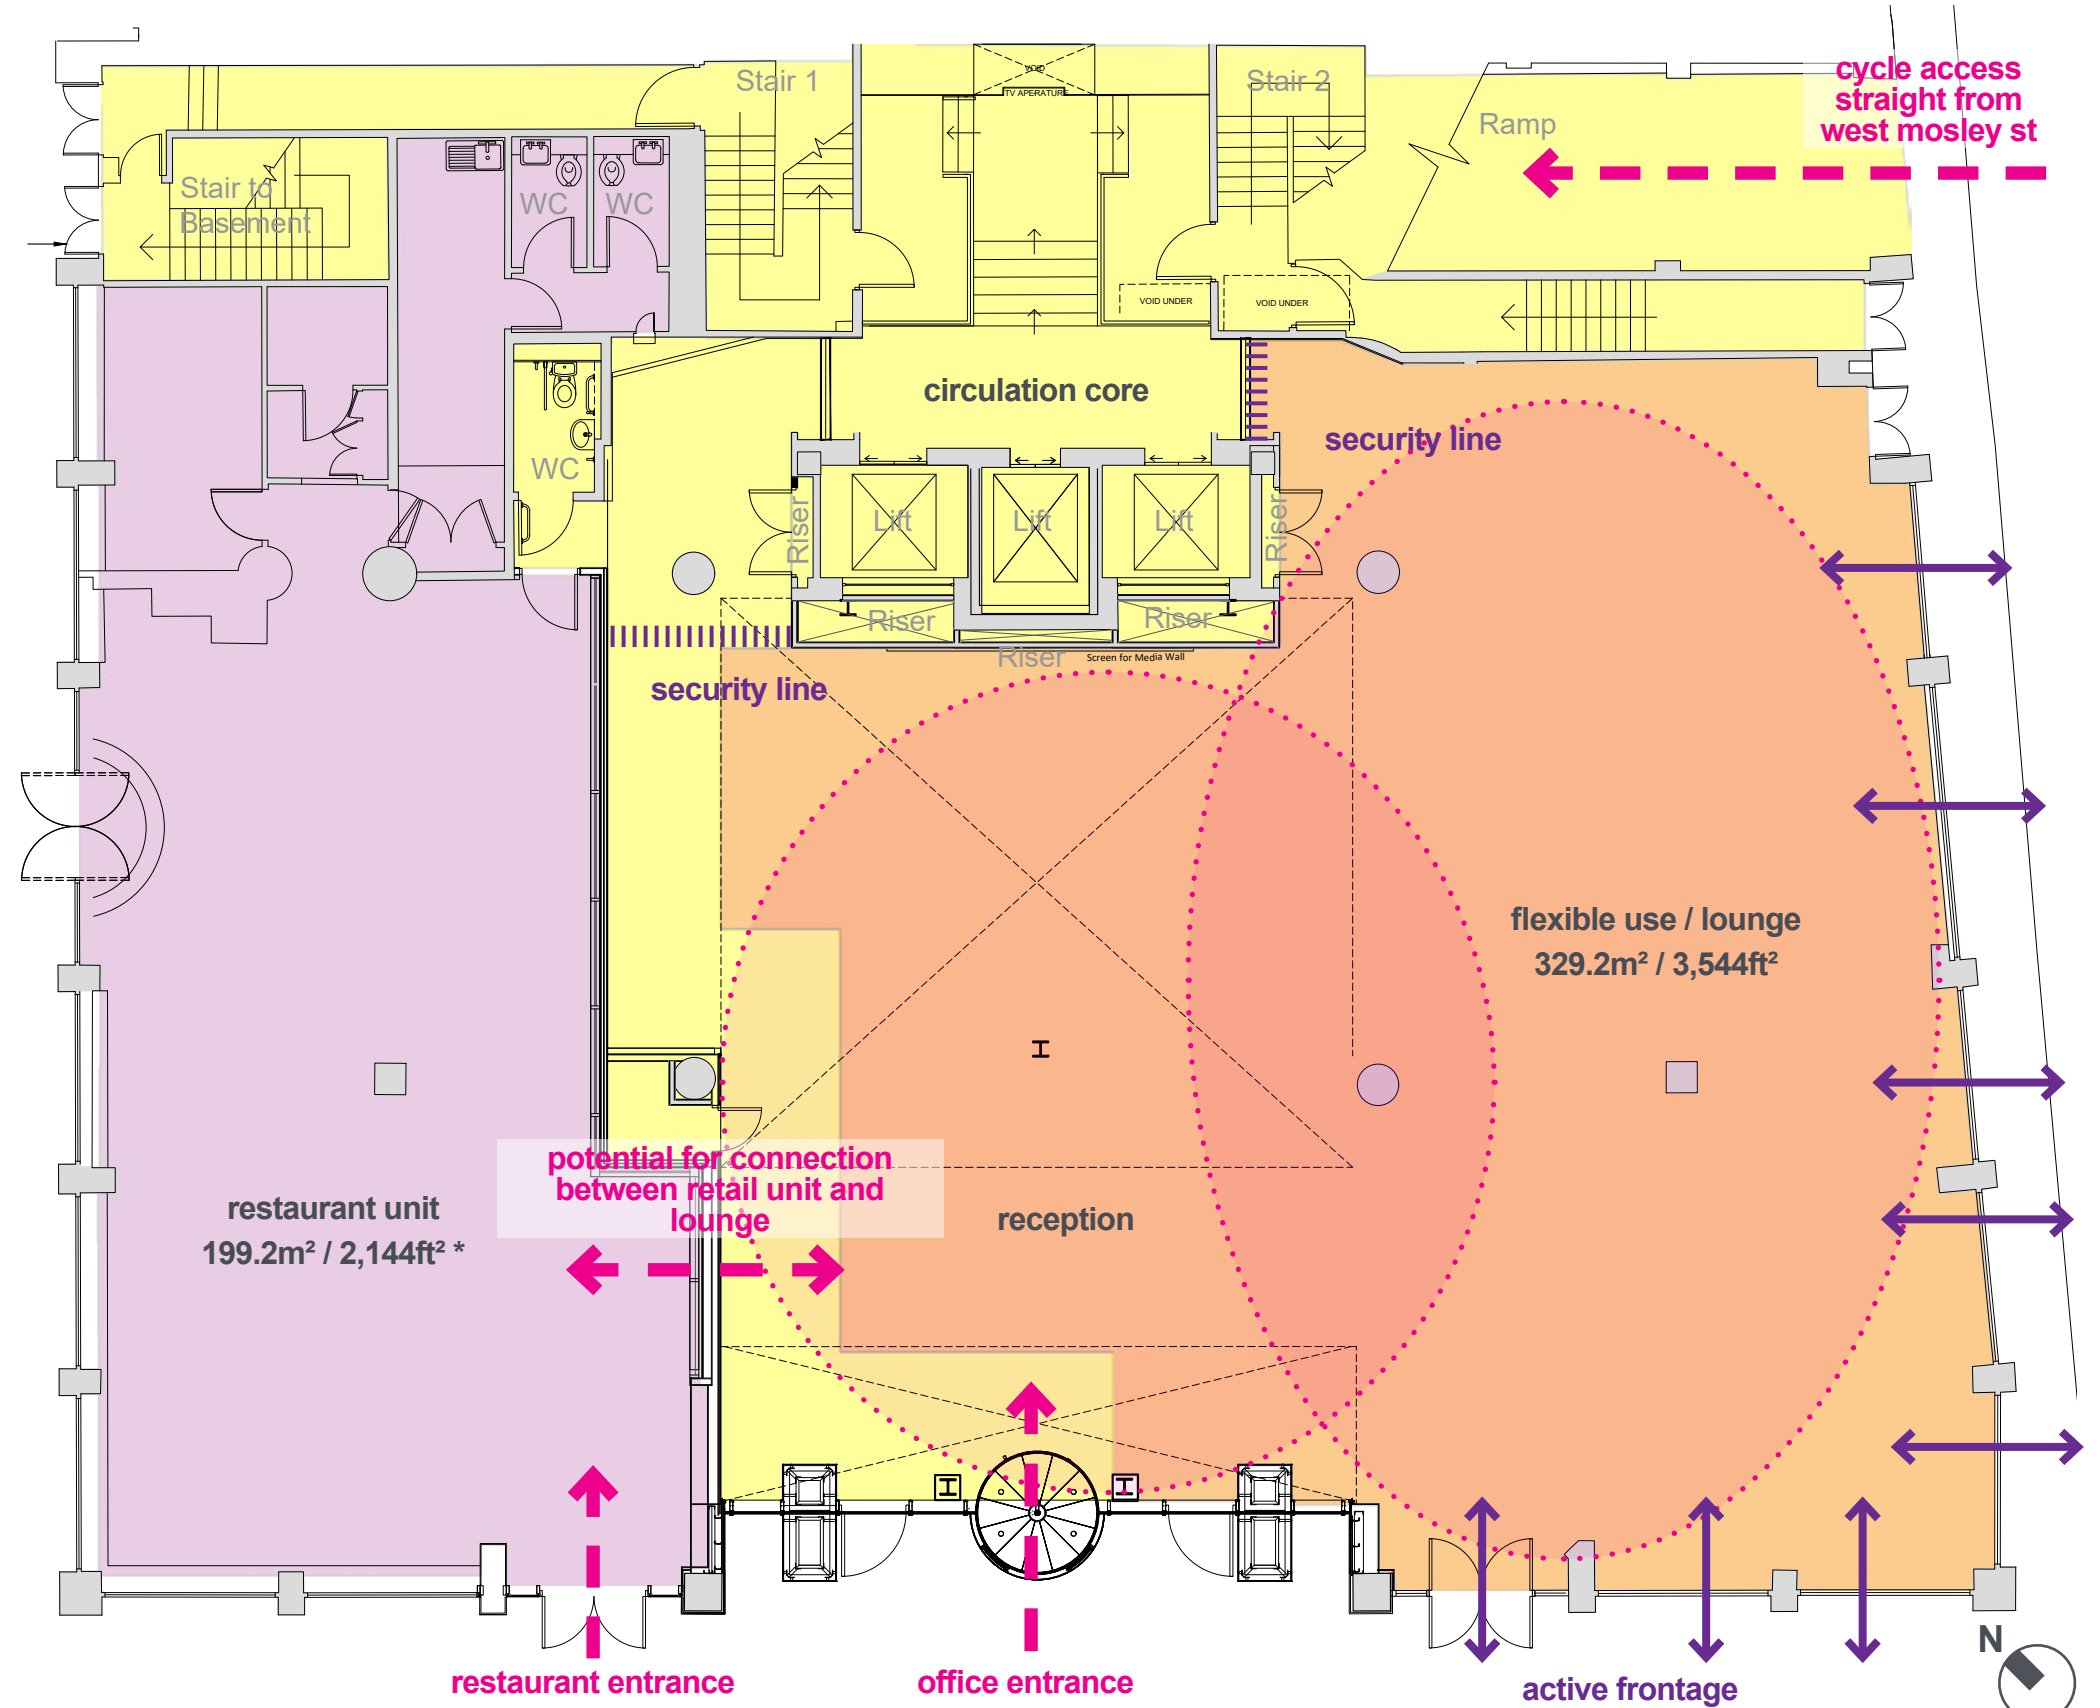 VOID
TV APERATURE
Stair 1
Stair 2
Ramp
cycle access
straight from
west mosley st
Stair to
Basement
WC
WC
VOID UNDER
VOID UNDER
circulation core
security line
WC
Riser
Lift
Lift
Lift
Riser
Riser
Riser
Riser
Screen for Media Wall
security line
flexible use / lounge
329.2m² / 3,544ft²
potential for connection
between retail unit and
lounge
restaurant unit
199.2m² / 2,144ft² *
reception
restaurant entrance
office entrance
active frontage
N